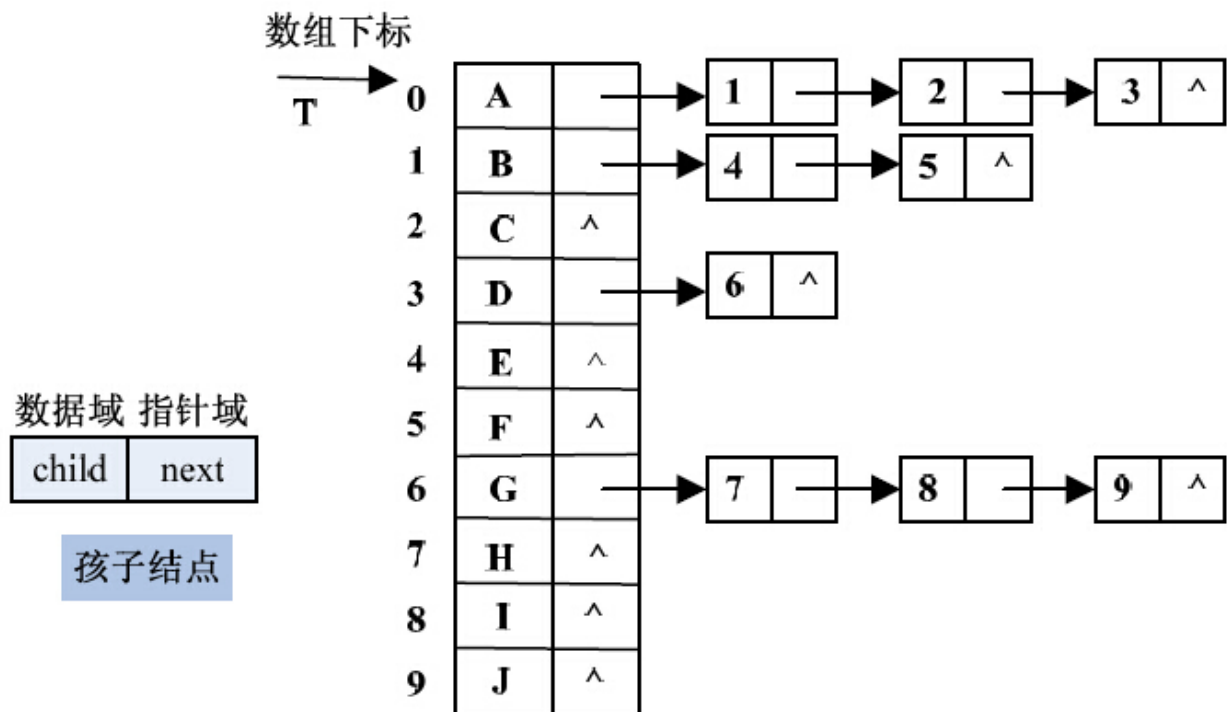 数组下标
T
0 A 1 2 3 ^
1 B 4 5 ^
2 C ^
3 D 6 ^
4 E ^
5 F ^
6 G 7 8 9 ^
7 H ^
8 I ^
9 J ^
数据域 指针域
child next
孩子结点